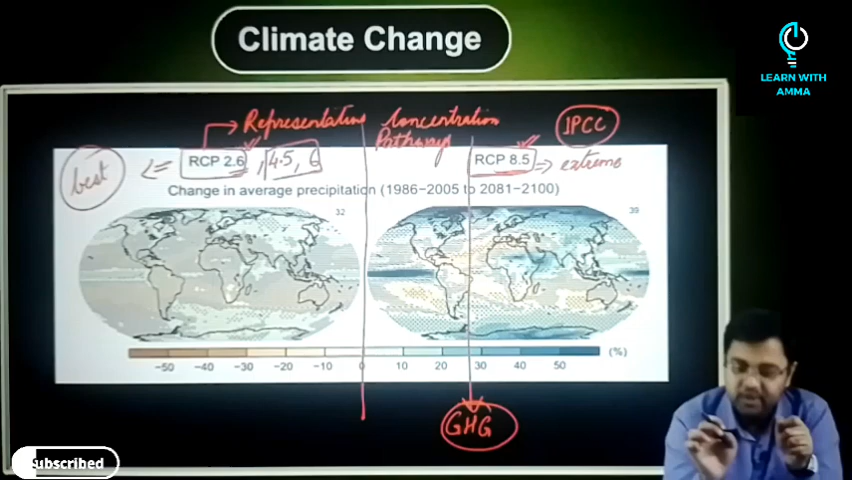 Climate Change
LEARN WITH
AMMA
Representative Concentration
Pathways
IPCC
best
RCP 2.6, 4.5, 6
RCP 8.5 => extreme
Change in average precipitation (1986−2005 to 2081−2100)
32
39
−50 −40 −30 −20 −10 0 10 20 30 40 50 (%)
GHG
ubscribed